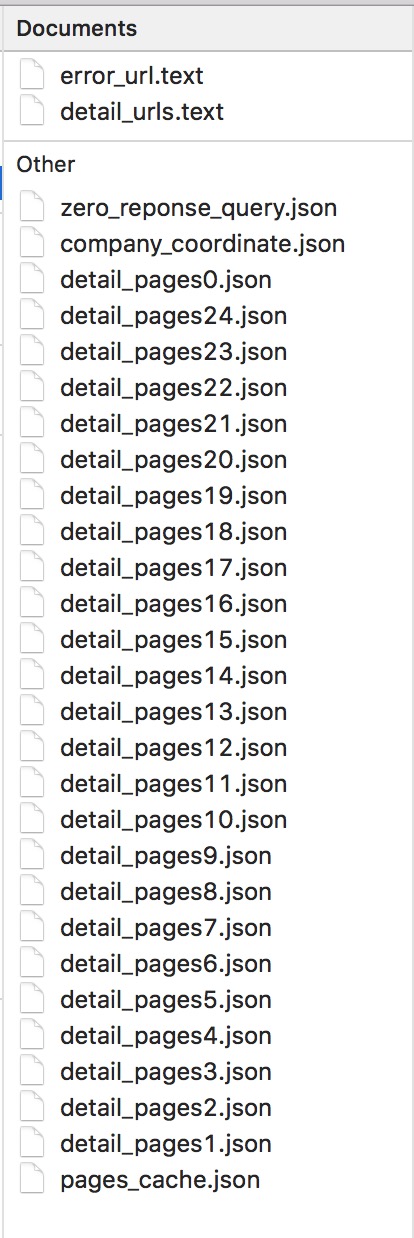 Documents
error_url.text
detail_urls.text
Other
zero_reponse_query.json
company_coordinate.json
detail_pages0.json
detail_pages24.json
detail_pages23.json
detail_pages22.json
detail_pages21.json
detail_pages20.json
detail_pages19.json
detail_pages18.json
detail_pages17.json
detail_pages16.json
detail_pages15.json
detail_pages14.json
detail_pages13.json
detail_pages12.json
detail_pages11.json
detail_pages10.json
detail_pages9.json
detail_pages8.json
detail_pages7.json
detail_pages6.json
detail_pages5.json
detail_pages4.json
detail_pages3.json
detail_pages2.json
detail_pages1.json
pages_cache.json